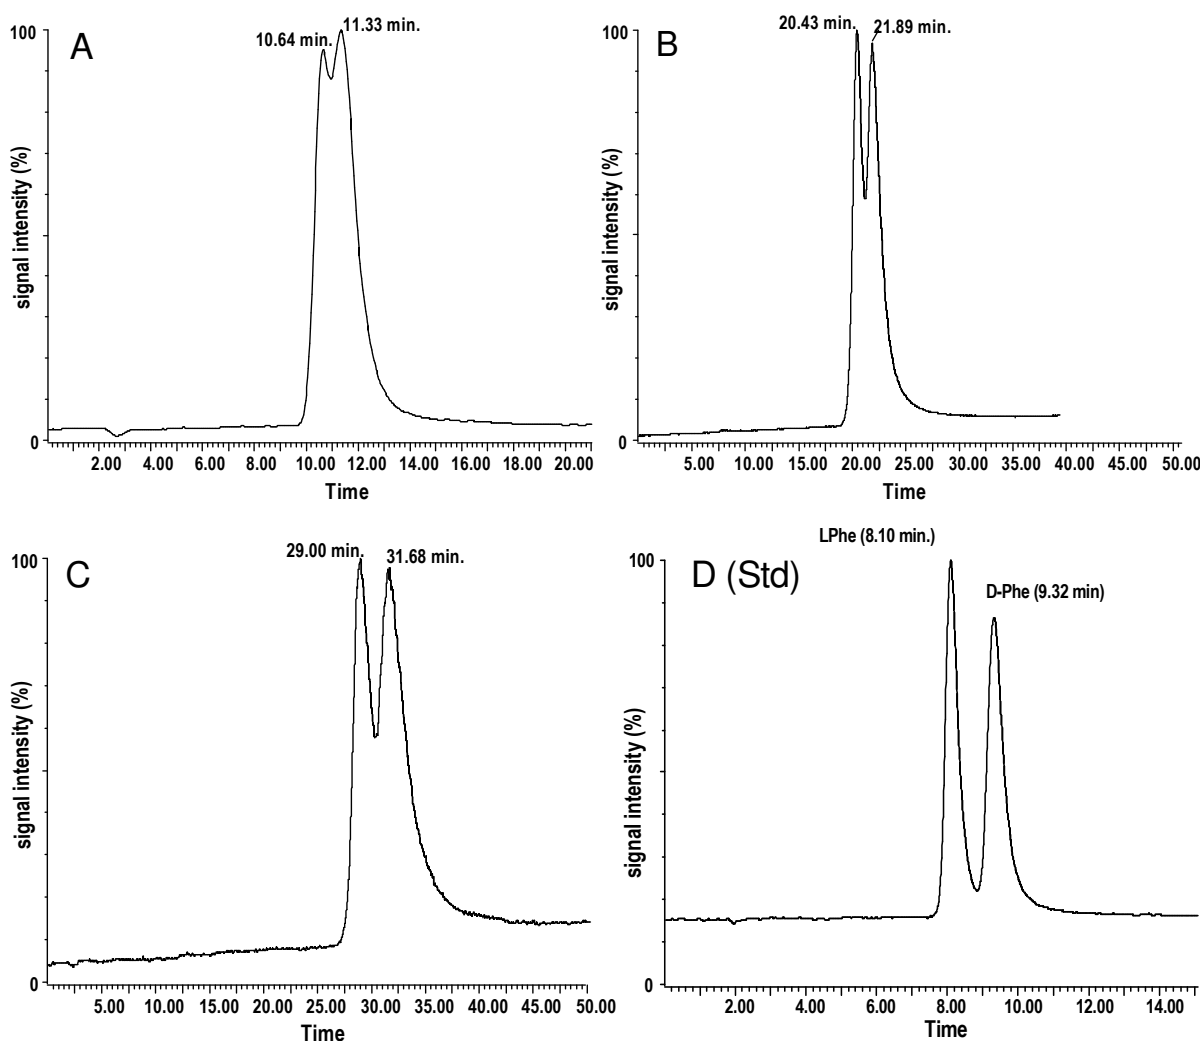 A
10.64 min.
11.33 min.
100
signal intensity (%)
0
2.00 4.00 6.00 8.00 10.00 12.00 14.00 16.00 18.00 20.00
Time
B
20.43 min.
21.89 min.
100
signal intensity (%)
0
5.00 10.00 15.00 20.00 25.00 30.00 35.00 40.00 45.00 50.00
Time
C
29.00 min.
31.68 min.
100
signal intensity (%)
0
5.00 10.00 15.00 20.00 25.00 30.00 35.00 40.00 45.00 50.00
Time
LPhe (8.10 min.)
D (Std)
D-Phe (9.32 min)
100
signal intensity (%)
0
2.00 4.00 6.00 8.00 10.00 12.00 14.00
Time